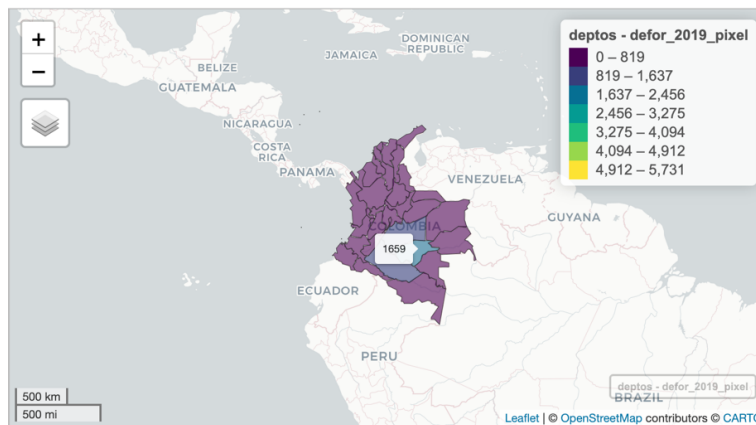 +
−
deptos - defor_2019_pixel
0 – 819
819 – 1,637
1,637 – 2,456
2,456 – 3,275
3,275 – 4,094
4,094 – 4,912
4,912 – 5,731
DOMINICAN
REPUBLIC
JAMAICA
BELIZE
GUATEMALA
NICARAGUA
COSTA
RICA
PANAMA
VENEZUELA
GUYANA
COLOMBIA
1659
ECUADOR
PERU
deptos - defor_2019_pixel
BRAZIL
500 km
500 mi
Leaflet | © OpenStreetMap contributors © CARTO